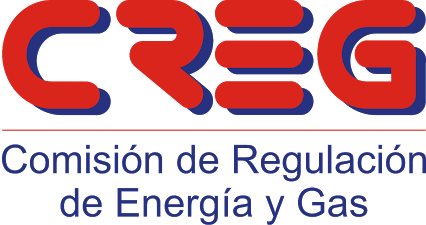 CREG
Comisión de Regulación
de Energía y Gas